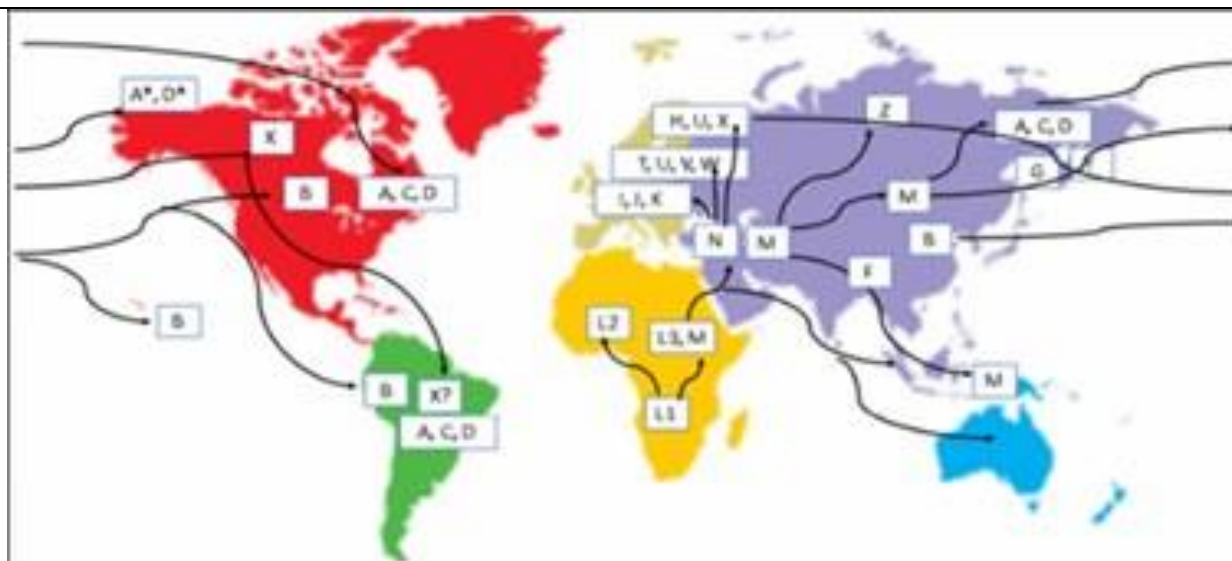 A*, D*
X
B
A, C, D
B
B
X?
A, C, D
H, U, X
T, U, V, W
I, J, K
N
M
Z
A, C, D
G
M
B
F
L2
L3, M
L1
M